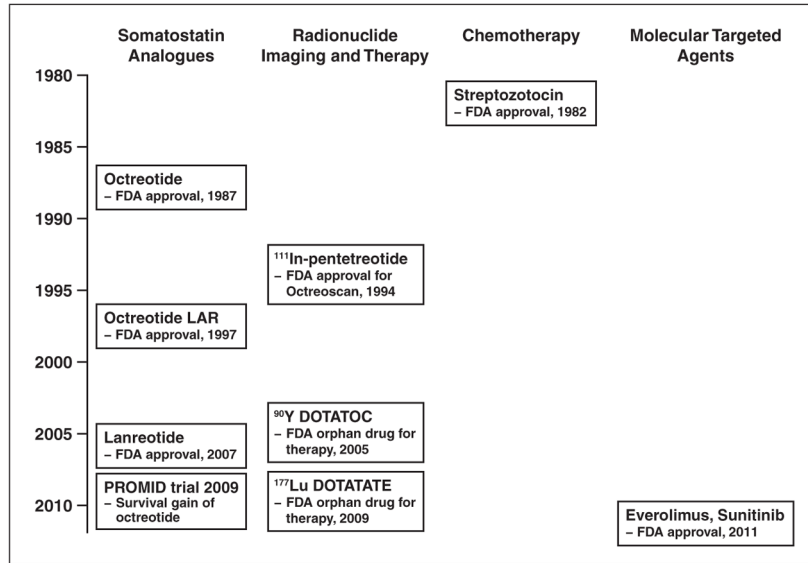 Somatostatin
Analogues
Radionuclide
Imaging and Therapy
Chemotherapy
Molecular Targeted
Agents
1980
1985
1990
1995
2000
2005
2010
Streptozotocin
– FDA approval, 1982
Octreotide
– FDA approval, 1987
¹¹¹In-pentetreotide
– FDA approval for
Octreoscan, 1994
Octreotide LAR
– FDA approval, 1997
⁹⁰Y DOTATOC
– FDA orphan drug for
therapy, 2005
Lanreotide
– FDA approval, 2007
PROMID trial 2009
– Survival gain of
octreotide
¹⁷⁷Lu DOTATATE
– FDA orphan drug for
therapy, 2009
Everolimus, Sunitinib
– FDA approval, 2011